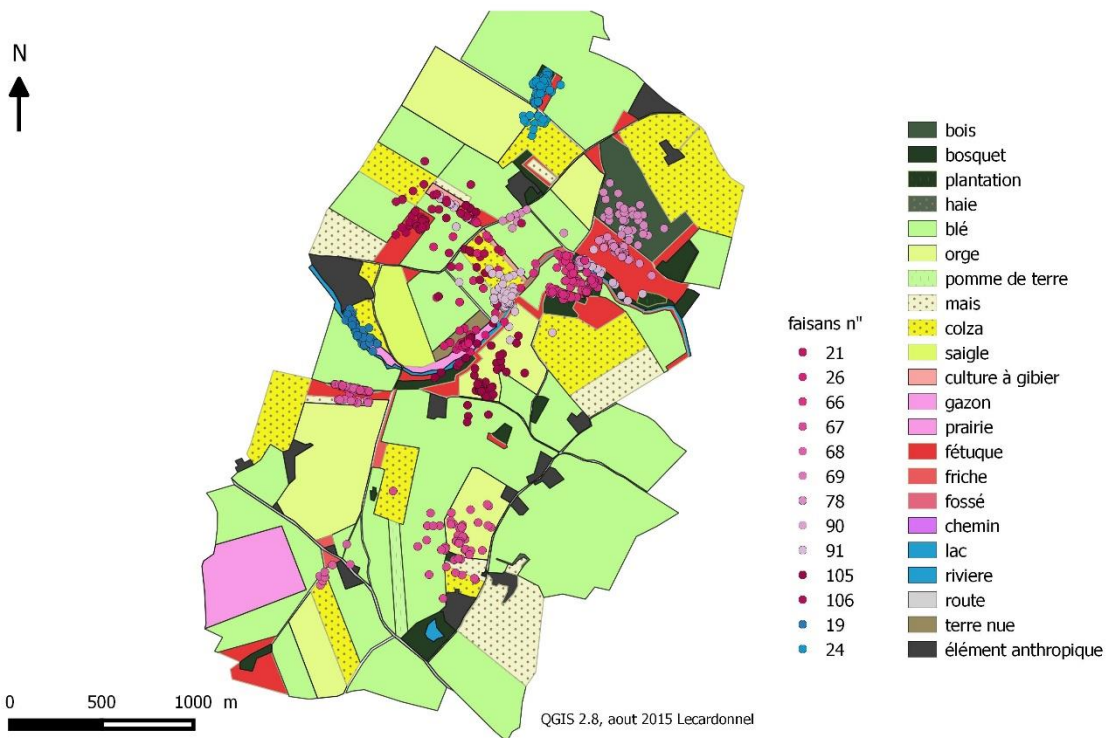 N
bois
bosquet
plantation
haie
blé
orge
pomme de terre
mais
colza
saigle
culture à gibier
gazon
prairie
fétuque
friche
fossé
chemin
lac
riviere
route
terre nue
élément anthropique
faisans n"
21
26
66
67
68
69
78
90
91
105
106
19
24
0 500 1000 m
QGIS 2.8, aout 2015 Lecardonnel